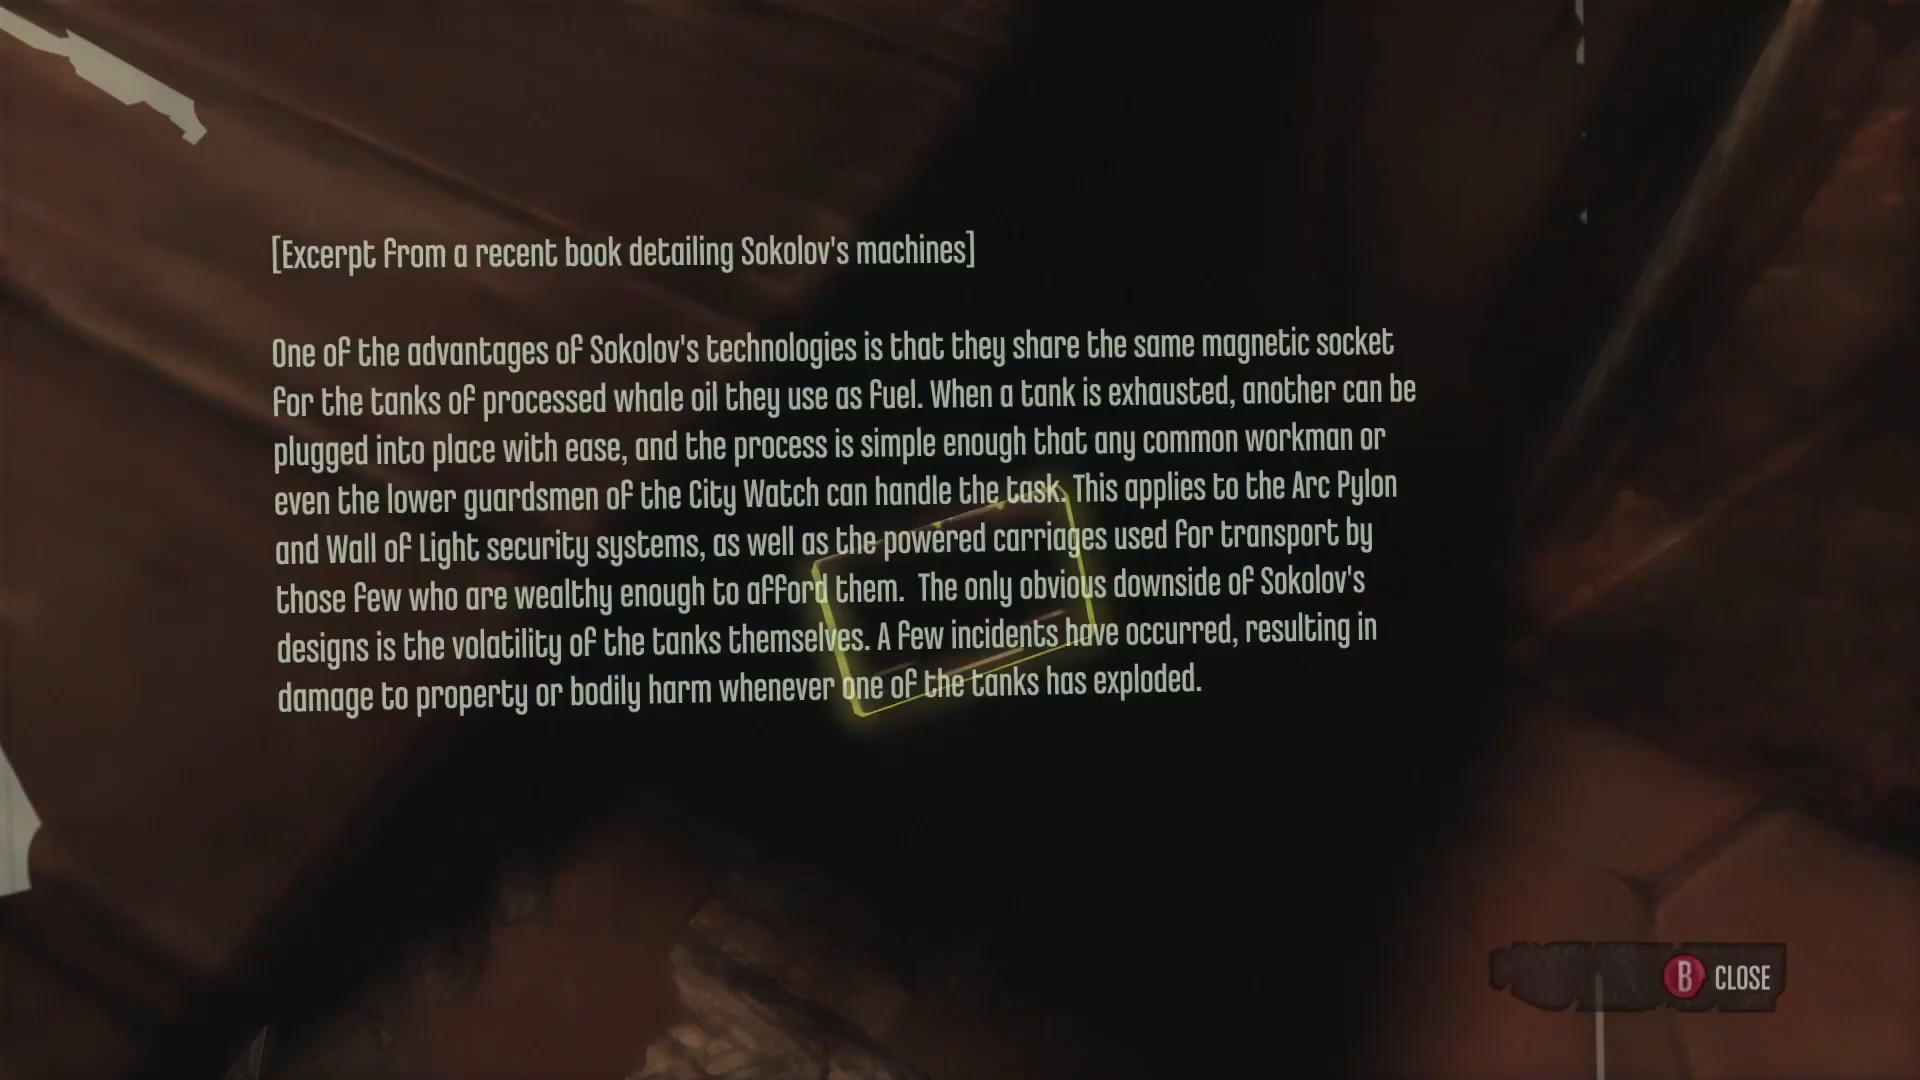 [Excerpt from a recent book detailing Sokolov's machines]
One of the advantages of Sokolov's technologies is that they share the same magnetic socket
for the tanks of processed whale oil they use as fuel. When a tank is exhausted, another can be
plugged into place with ease, and the process is simple enough that any common workman or
even the lower guardsmen of the City Watch can handle the task. This applies to the Arc Pylon
and Wall of Light security systems, as well as the powered carriages used for transport by
those few who are wealthy enough to afford them.  The only obvious downside of Sokolov's
designs is the volatility of the tanks themselves. A few incidents have occurred, resulting in
damage to property or bodily harm whenever one of the tanks has exploded.
B CLOSE